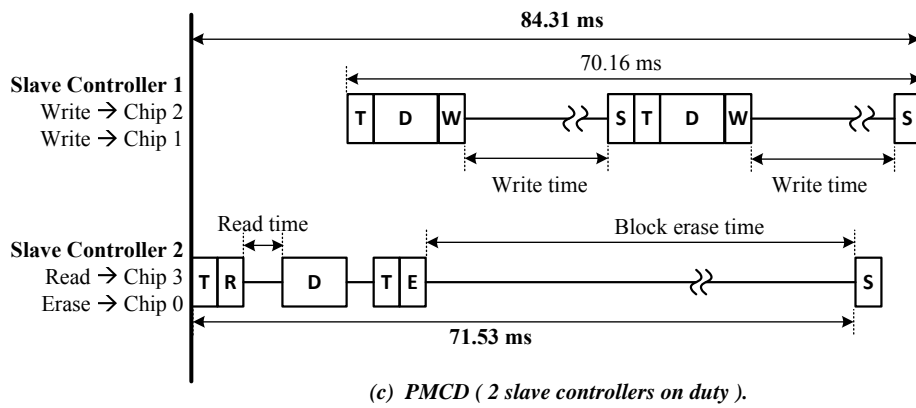 84.31 ms
70.16 ms
Slave Controller 1
Write → Chip 2
Write → Chip 1
T D W S T D W S
Write time Write time
Read time Block erase time
Slave Controller 2
Read → Chip 3
Erase → Chip 0
T R D T E S
71.53 ms
(c) PMCD ( 2 slave controllers on duty ).